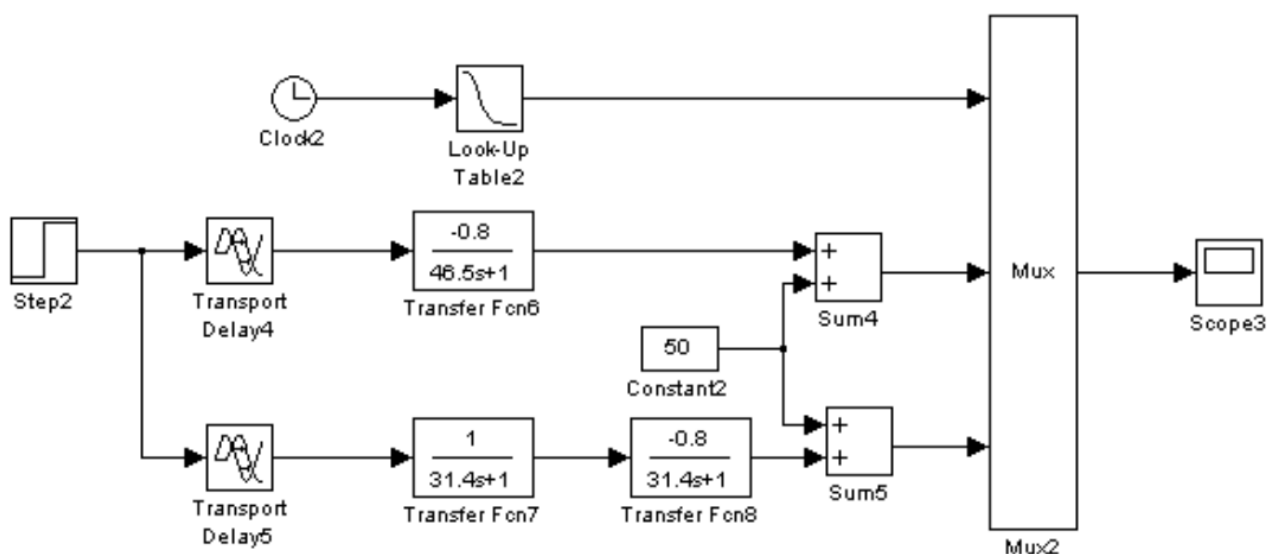 Clock2
Look-Up
Table2
Step2
Transport
Delay4
-0.8
46.5s+1
Transfer Fcn6
+
+
Sum4
50
Constant2
Mux
Scope3
Transport
Delay5
1
31.4s+1
Transfer Fcn7
-0.8
31.4s+1
Transfer Fcn8
+
+
Sum5
Mux2